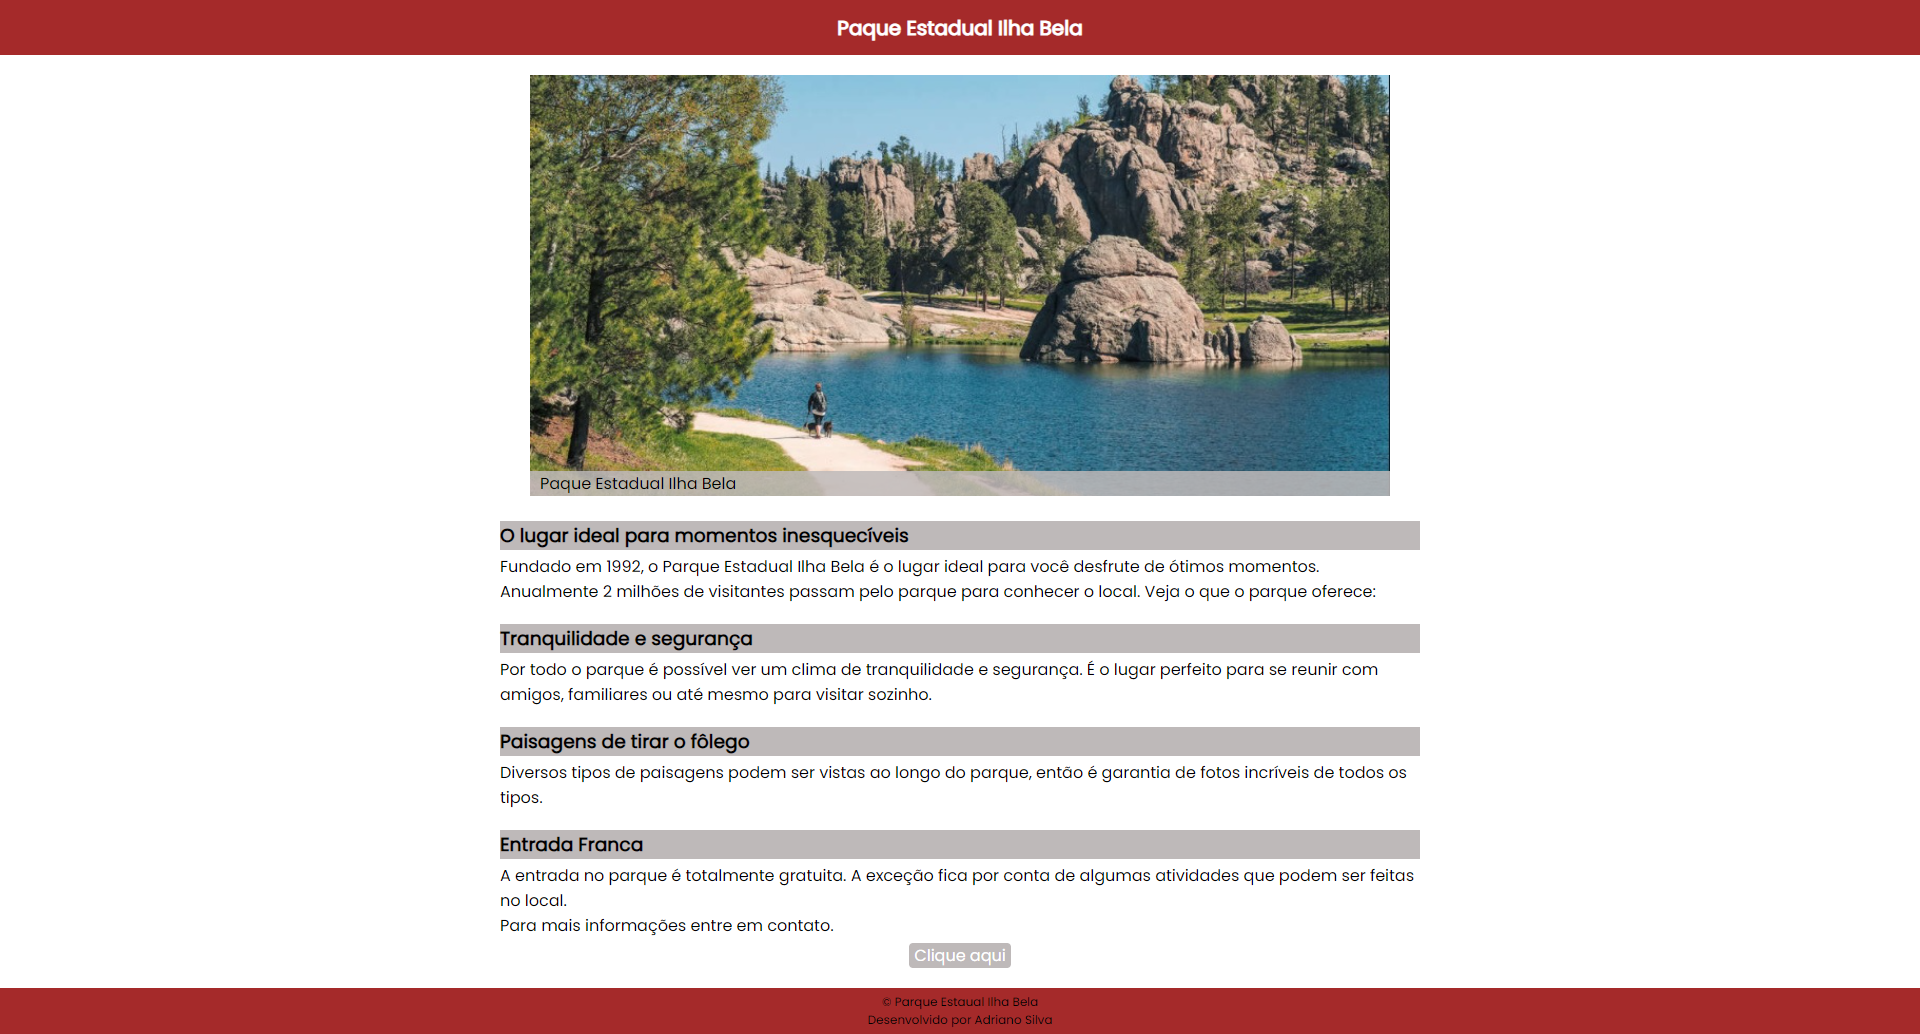 Paque Estadual Ilha Bela
Paque Estadual Ilha Bela
O lugar ideal para momentos inesquecíveis
Fundado em 1992, o Parque Estadual Ilha Bela é o lugar ideal para você desfrute de ótimos momentos.
Anualmente 2 milhões de visitantes passam pelo parque para conhecer o local. Veja o que o parque oferece:
Tranquilidade e segurança
Por todo o parque é possível ver um clima de tranquilidade e segurança. É o lugar perfeito para se reunir com
amigos, familiares ou até mesmo para visitar sozinho.
Paisagens de tirar o fôlego
Diversos tipos de paisagens podem ser vistas ao longo do parque, então é garantia de fotos incríveis de todos os
tipos.
Entrada Franca
A entrada no parque é totalmente gratuita. A exceção fica por conta de algumas atividades que podem ser feitas
no local.
Para mais informações entre em contato.
Clique aqui
© Parque Estaual Ilha Bela
Desenvolvido por Adriano Silva